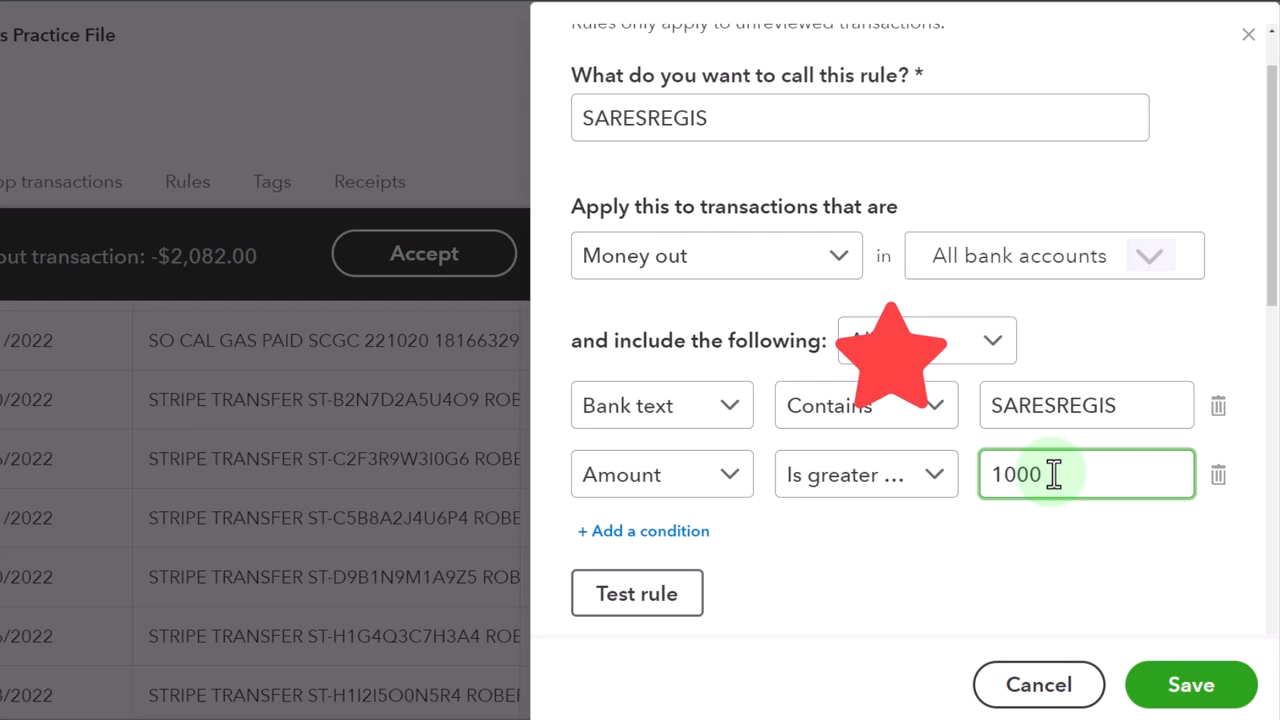 s Practice File
op transactions Rules Tags Receipts
out transaction: -$2,082.00 Accept
/2022 SO CAL GAS PAID SCGC 221020 18166329
0/2022 STRIPE TRANSFER ST-B2N7D2A5U4O9 ROBE
6/2022 STRIPE TRANSFER ST-C2F3R9W3I0G6 ROBE
/2022 STRIPE TRANSFER ST-C5B8A2J4U6P4 ROBE
0/2022 STRIPE TRANSFER ST-D9B1N9M1A9Z5 ROB
6/2022 STRIPE TRANSFER ST-H1G4Q3C7H3A4 ROBE
3/2022 STRIPE TRANSFER ST-H1I2I5O0N5R4 ROBER
Rules only apply to unreviewed transactions.
What do you want to call this rule? *
SARESREGIS
Apply this to transactions that are
Money out in All bank accounts
and include the following:
Bank text Contains SARESREGIS
Amount Is greater ... 1000
+ Add a condition
Test rule
Cancel Save